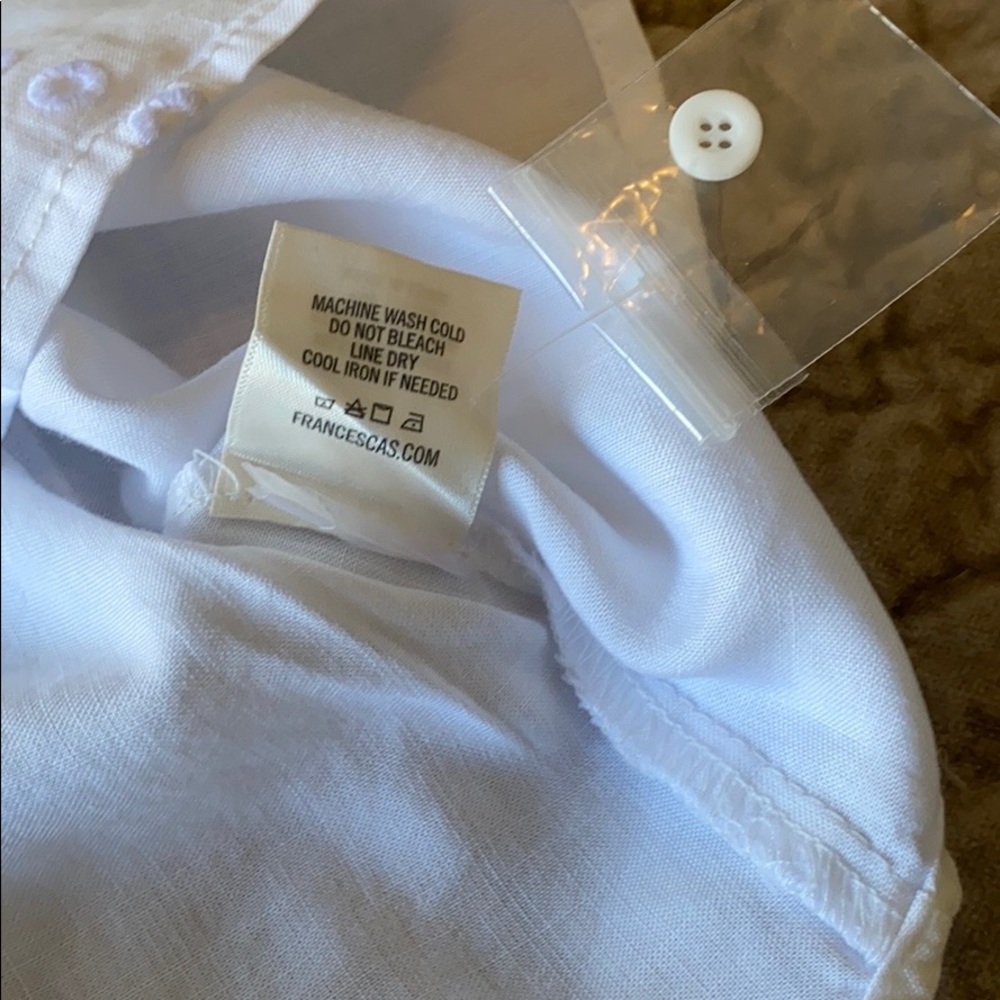 MACHINE WASH COLD
DO NOT BLEACH
LINE DRY
COOL IRON IF NEEDED
FRANCESCAS.COM